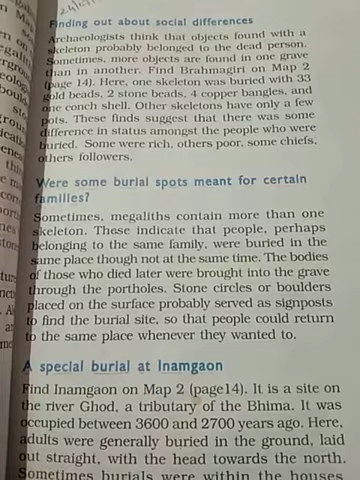 Finding out about social differences
Archaeologists think that objects found with a
skeleton probably belonged to the dead person.
Sometimes, more objects are found in one grave
than in another. Find Brahmagiri on Map 2
(page 14). Here, one skeleton was buried with 33
gold beads, 2 stone beads, 4 copper bangles, and
one conch shell. Other skeletons have only a few
pots. These finds suggest that there was some
difference in status amongst the people who were
buried. Some were rich, others poor, some chiefs,
others followers.
Were some burial spots meant for certain
families?
Sometimes, megaliths contain more than one
skeleton. These indicate that people, perhaps
belonging to the same family, were buried in the
same place though not at the same time. The bodies
of those who died later were brought into the grave
through the portholes. Stone circles or boulders
placed on the surface probably served as signposts
to find the burial site, so that people could return
to the same place whenever they wanted to.
A special burial at Inamgaon
Find Inamgaon on Map 2 (page14). It is a site on
the river Ghod, a tributary of the Bhima. It was
occupied between 3600 and 2700 years ago. Here,
adults were generally buried in the ground, laid
out straight, with the head towards the north.
Sometimes burials were within the houses